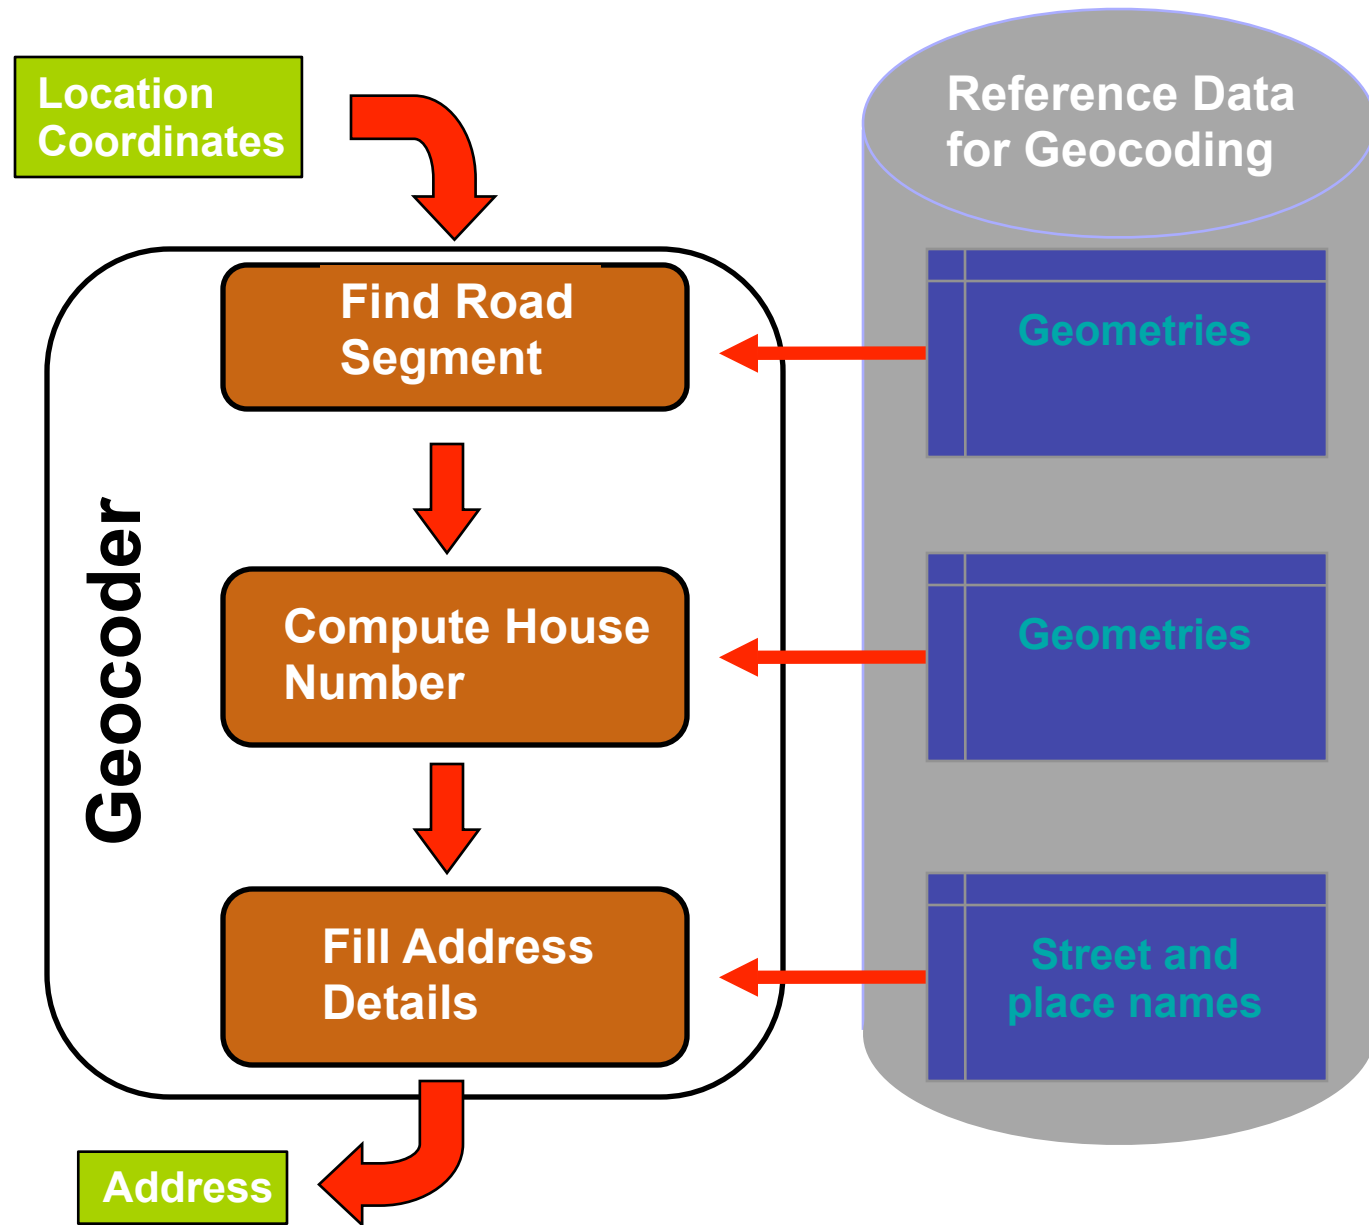 Location
Coordinates
Reference Data
for Geocoding
Find Road
Segment
Geometries
Geocoder
Compute House
Number
Geometries
Fill Address
Details
Street and
place names
Address